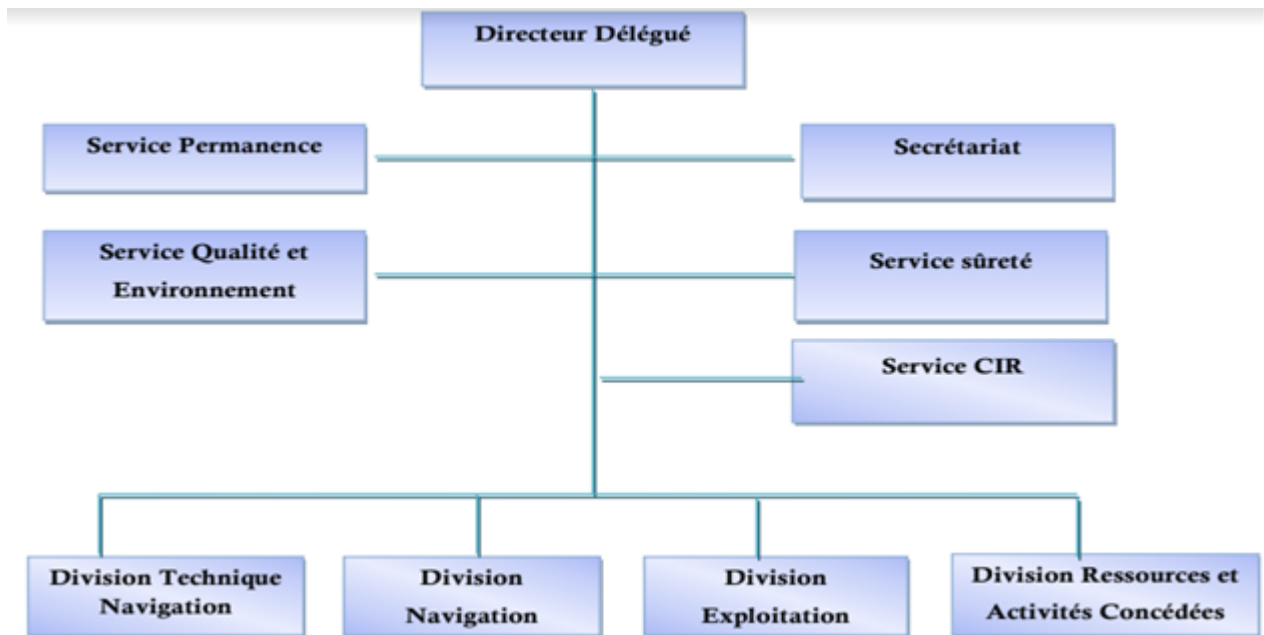 Directeur Délégué
Service Permanence
Secrétariat
Service Qualité et
Environnement
Service sûreté
Service CIR
Division Technique
Navigation
Division
Navigation
Division
Exploitation
Division Ressources et
Activités Concédées